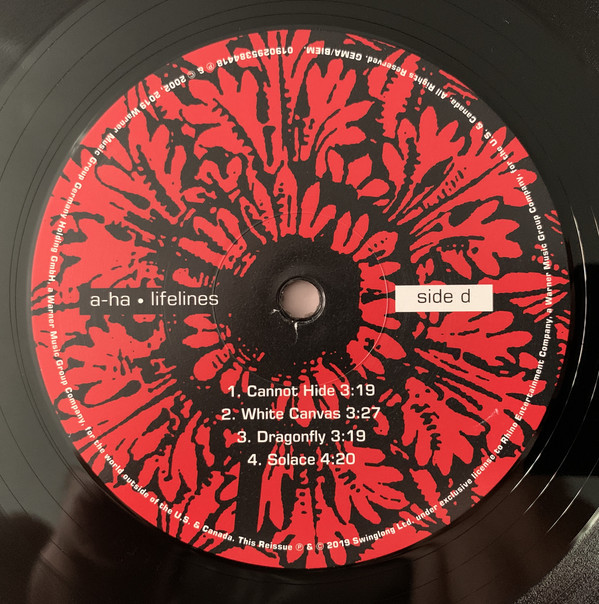 a-ha • lifelines
side d
1. Cannot Hide 3:19
2. White Canvas 3:27
3. Dragonfly 3:19
4. Solace 4:20
℗ & © 2002, 2019 Warner Music Group Germany Holding GmbH, a Warner Music Group Company, for the world outside of the U.S. & Canada. This Reissue ℗ & © 2019 Swinglong Ltd. under exclusive license to Rhino Entertainment Company, a Warner Music Group Company, for the U.S. & Canada. All Rights Reserved. GEMA/BIEM. 0190295384418